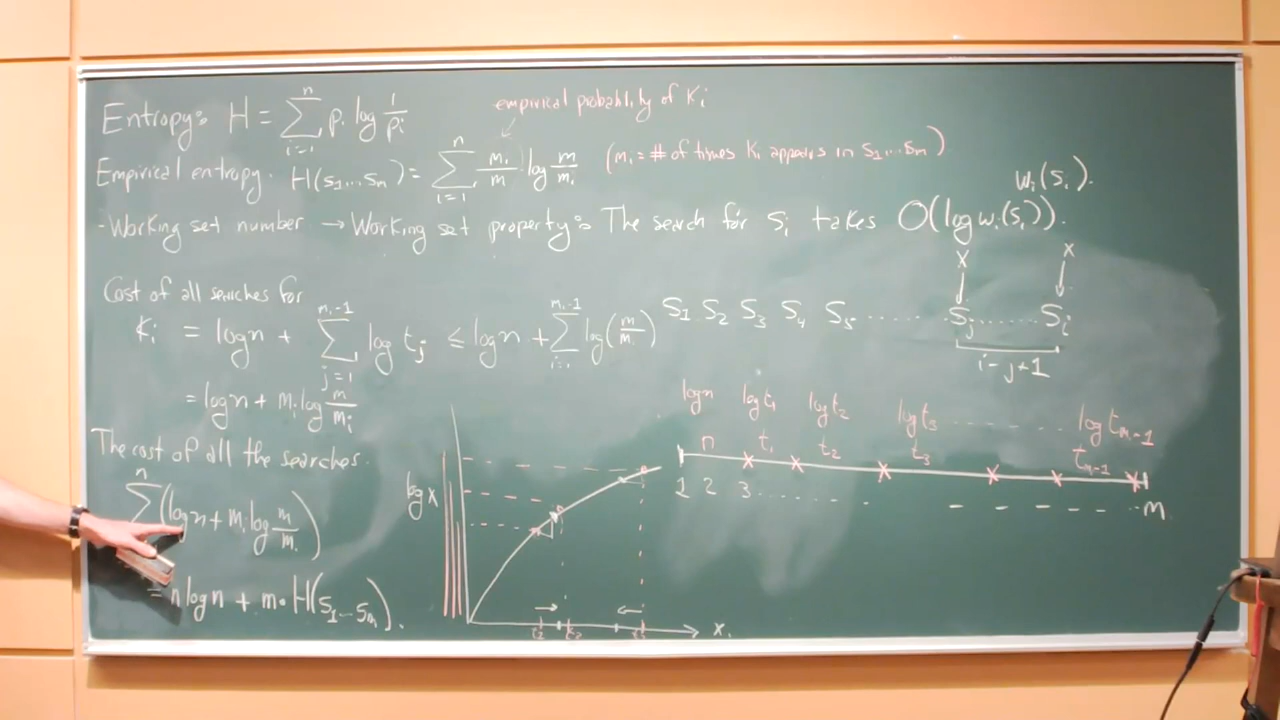 Entropy: H = ∑_{i=1}^{n} p_i log 1/p_i
empirical probability of K_i
Empirical entropy. H(s_1...s_m) = ∑_{i=1}^{n} m_i/m log m/m_i (m_i = # of times K_i appears in s_1...s_m)
w_i(s_i).
- Working set number → Working set property: The search for s_i takes O(log w_i(s_i)).
Cost of all searches for
K_i = log n + ∑_{j=1}^{m_i-1} log t_j ≤ log n + ∑_{i=1}^{m_i-1} log(m/m_i)
= log n + m_i log m/m_i
The cost of all the searches.
∑^{n} (log n + m_i log m/m_i)
= n log n + m · H(s_1...s_m).
x x
S_1 S_2 S_3 S_4 S_5 ...... S_j ...... S_i
i-j+1
log n log t_1 log t_2 log t_3 ........ log t_{m_i-1}
n t_1 t_2 t_3 t_{m_i-1}
1 2 3 ........ m
log x
t_1 t_2 t_3 x.